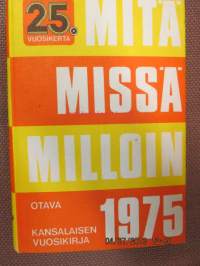 25.
VUOSIKERTA
MITÄ
MISSÄ
MILLOIN
OTAVA
KANSALAISEN
VUOSIKIRJA
1975